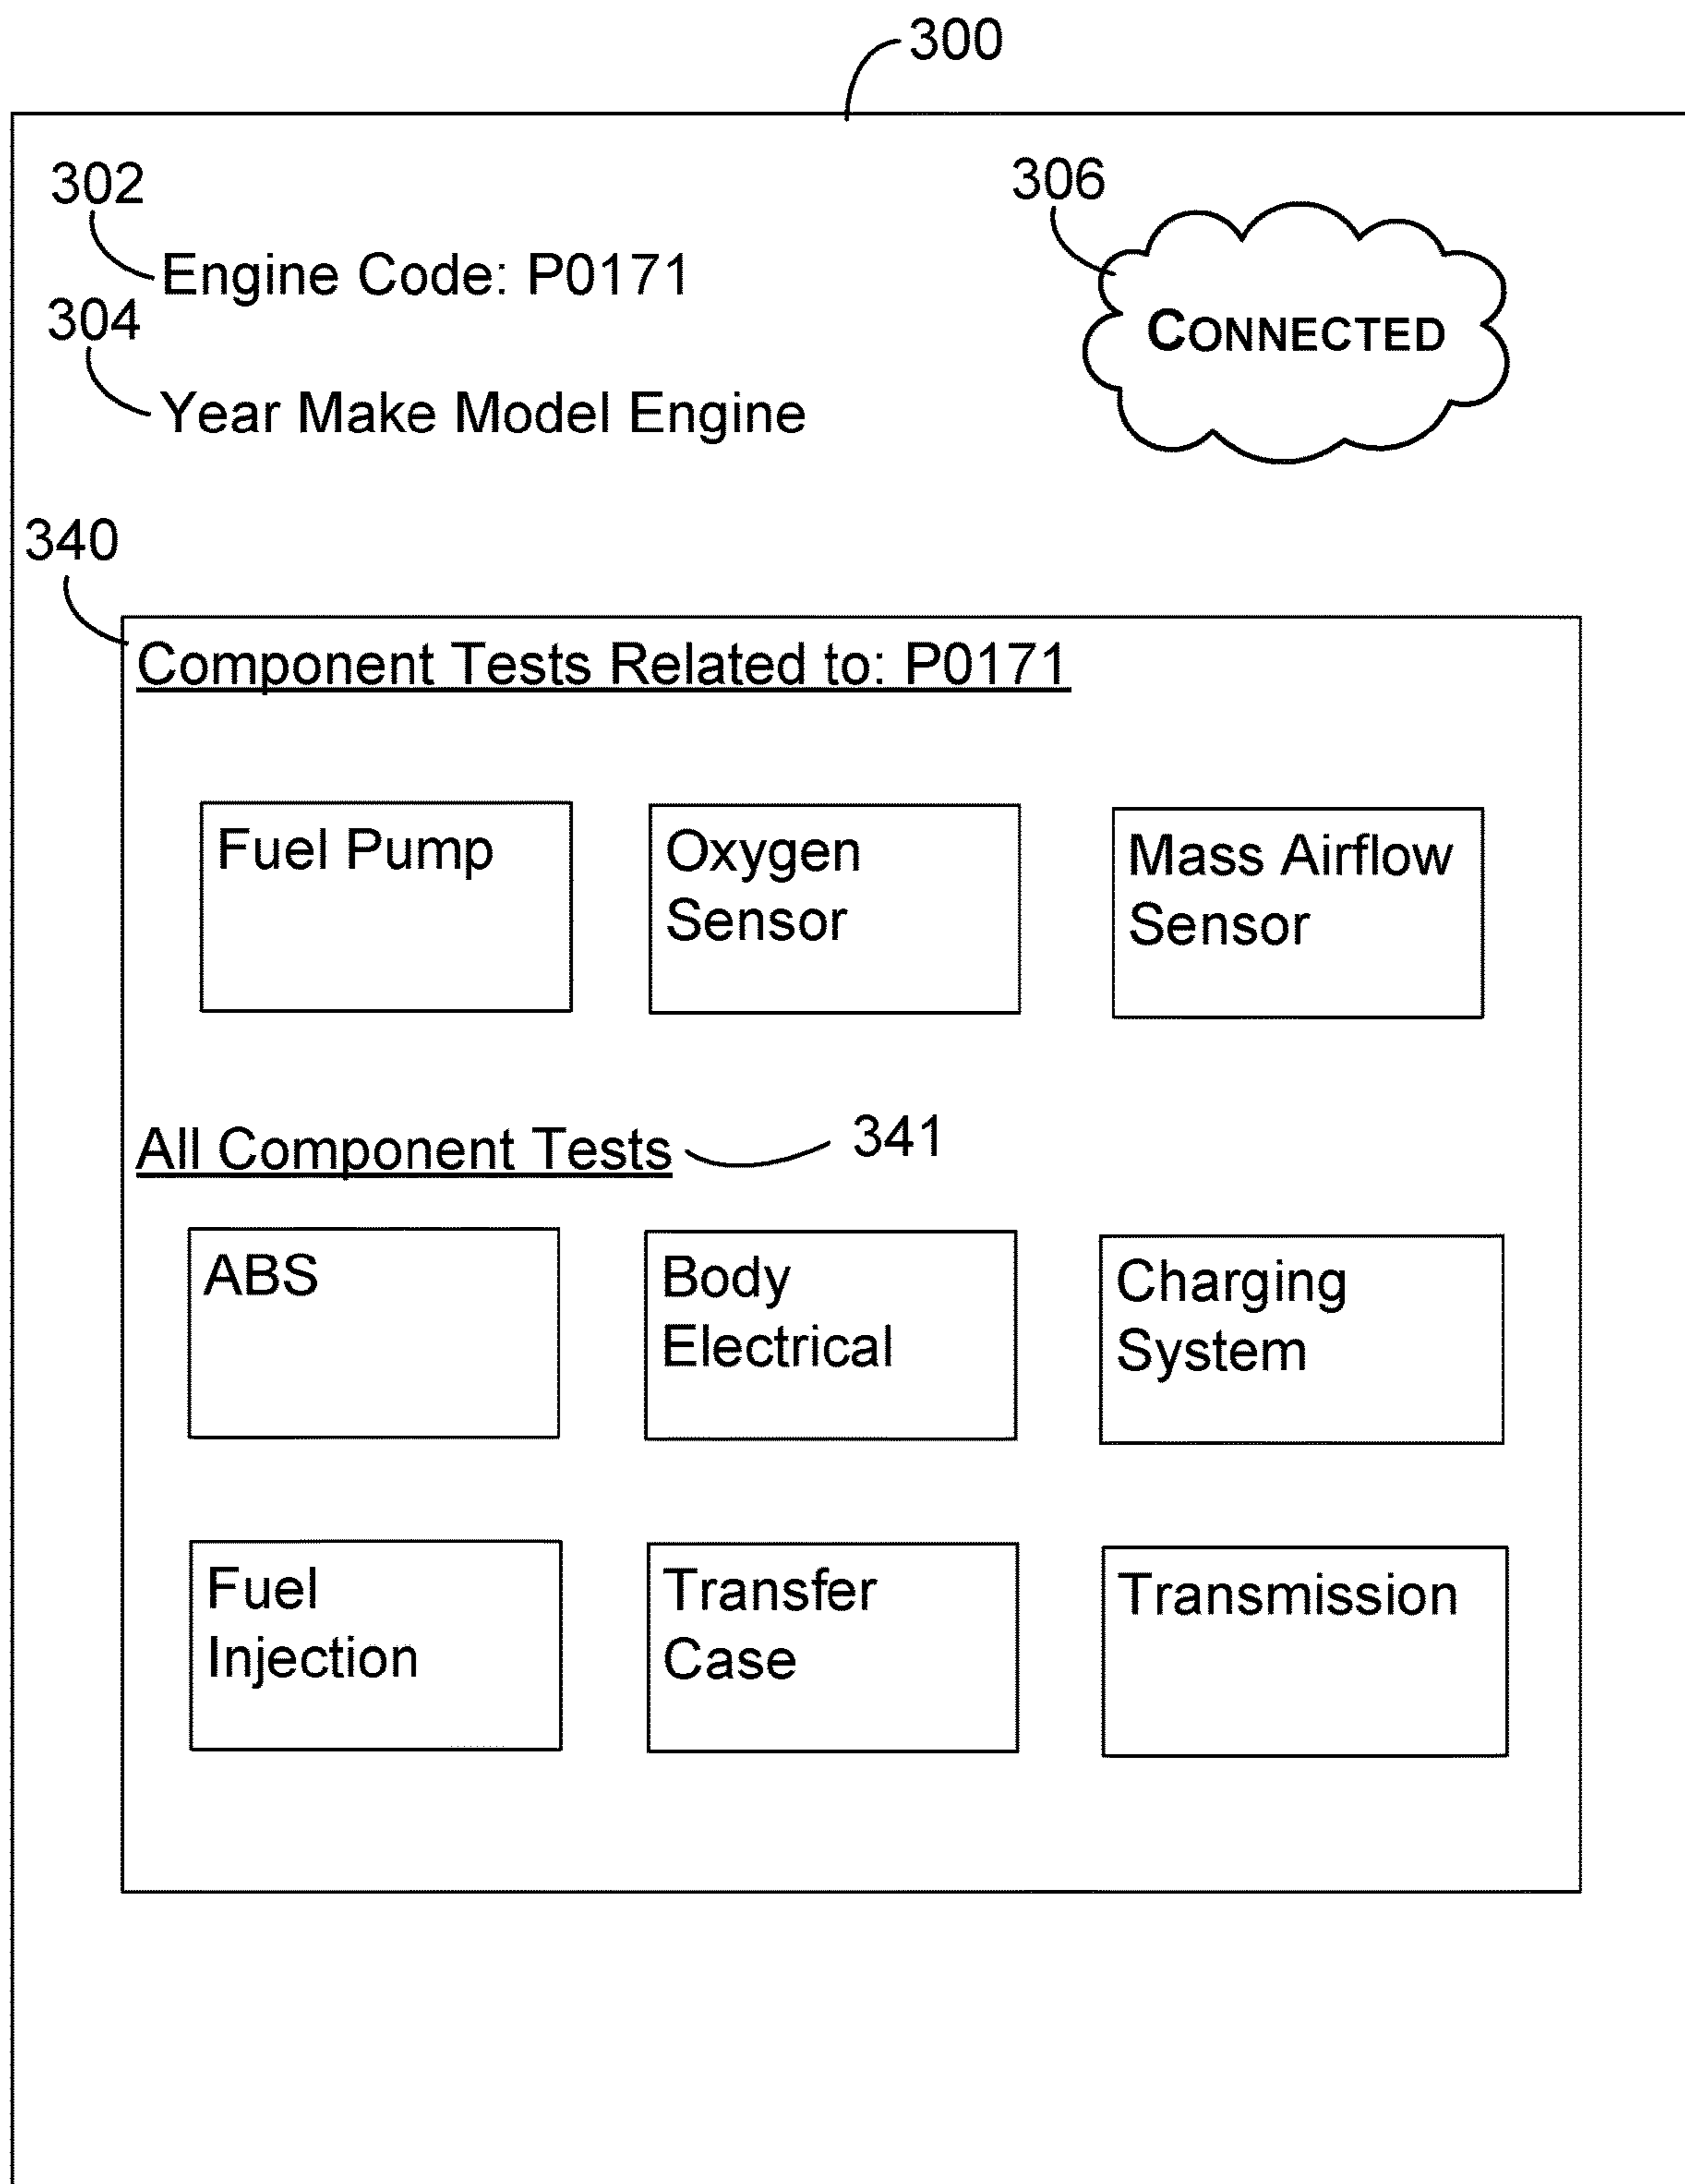 300
302
306
Engine Code: P0171
CONNECTED
304
Year Make Model Engine
340
Component Tests Related to: P0171
Fuel Pump
Oxygen
Sensor
Mass Airflow
Sensor
All Component Tests
341
ABS
Body
Electrical
Charging
System
Fuel
Injection
Transfer
Case
Transmission